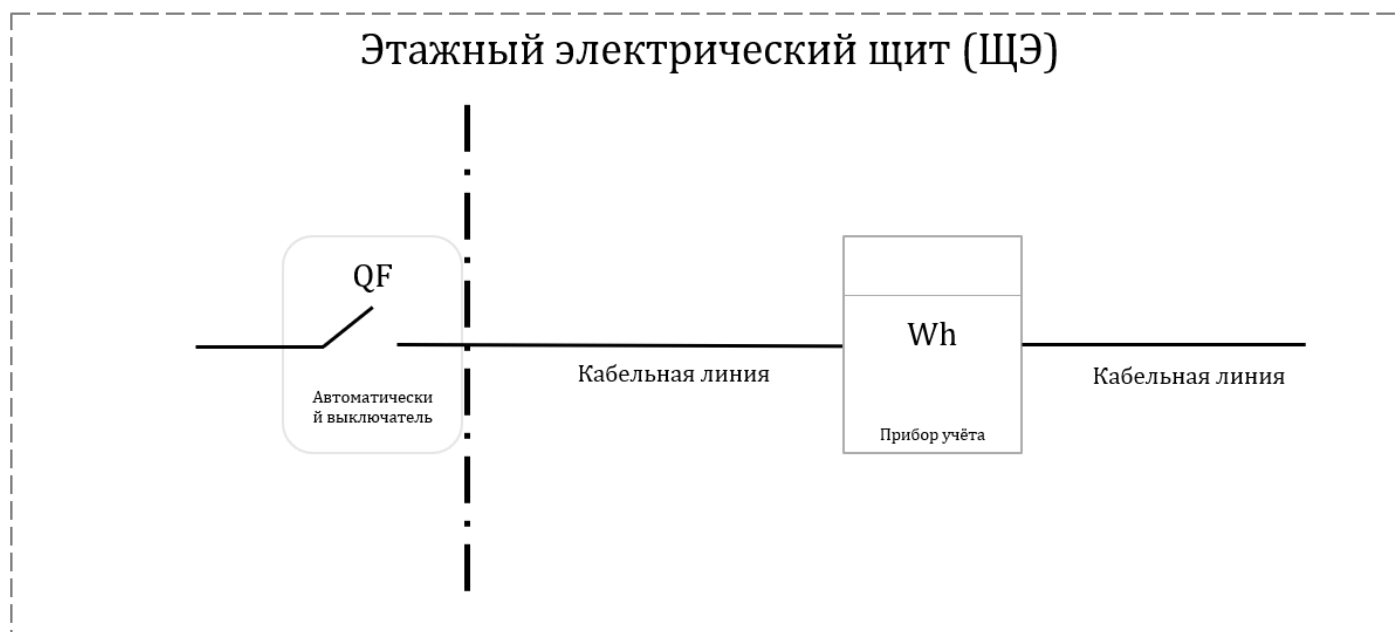 Этажный электрический щит (ЩЭ)
QF
Автоматически
й выключатель
Кабельная линия
Wh
Прибор учёта
Кабельная линия